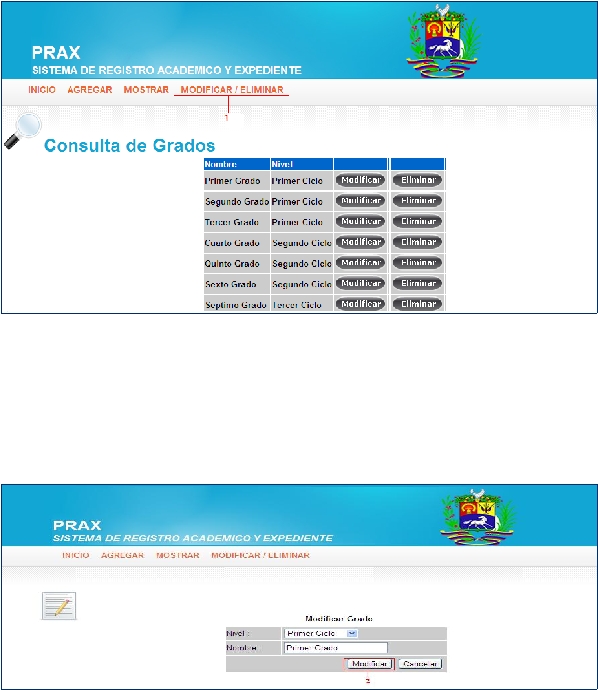 PRAX
SISTEMA DE REGISTRO ACADEMICO Y EXPEDIENTE
INICIO AGREGAR MOSTRAR MODIFICAR / ELIMINAR
1
Consulta de Grados
Nombre Nivel
Primer Grado Primer Ciclo Modificar Eliminar
Segundo Grado Primer Ciclo Modificar Eliminar
Tercer Grado Primer Ciclo Modificar Eliminar
Cuarto Grado Segundo Ciclo Modificar Eliminar
Quinto Grado Segundo Ciclo Modificar Eliminar
Sexto Grado Segundo Ciclo Modificar Eliminar
Septimo Grado Tercer Ciclo Modificar Eliminar
PRAX
SISTEMA DE REGISTRO ACADEMICO Y EXPEDIENTE
INICIO AGREGAR MOSTRAR MODIFICAR / ELIMINAR
Modificar Grado
Nivel : Primer Ciclo
Nombre Primer Grado
Modificar Cancelar
2